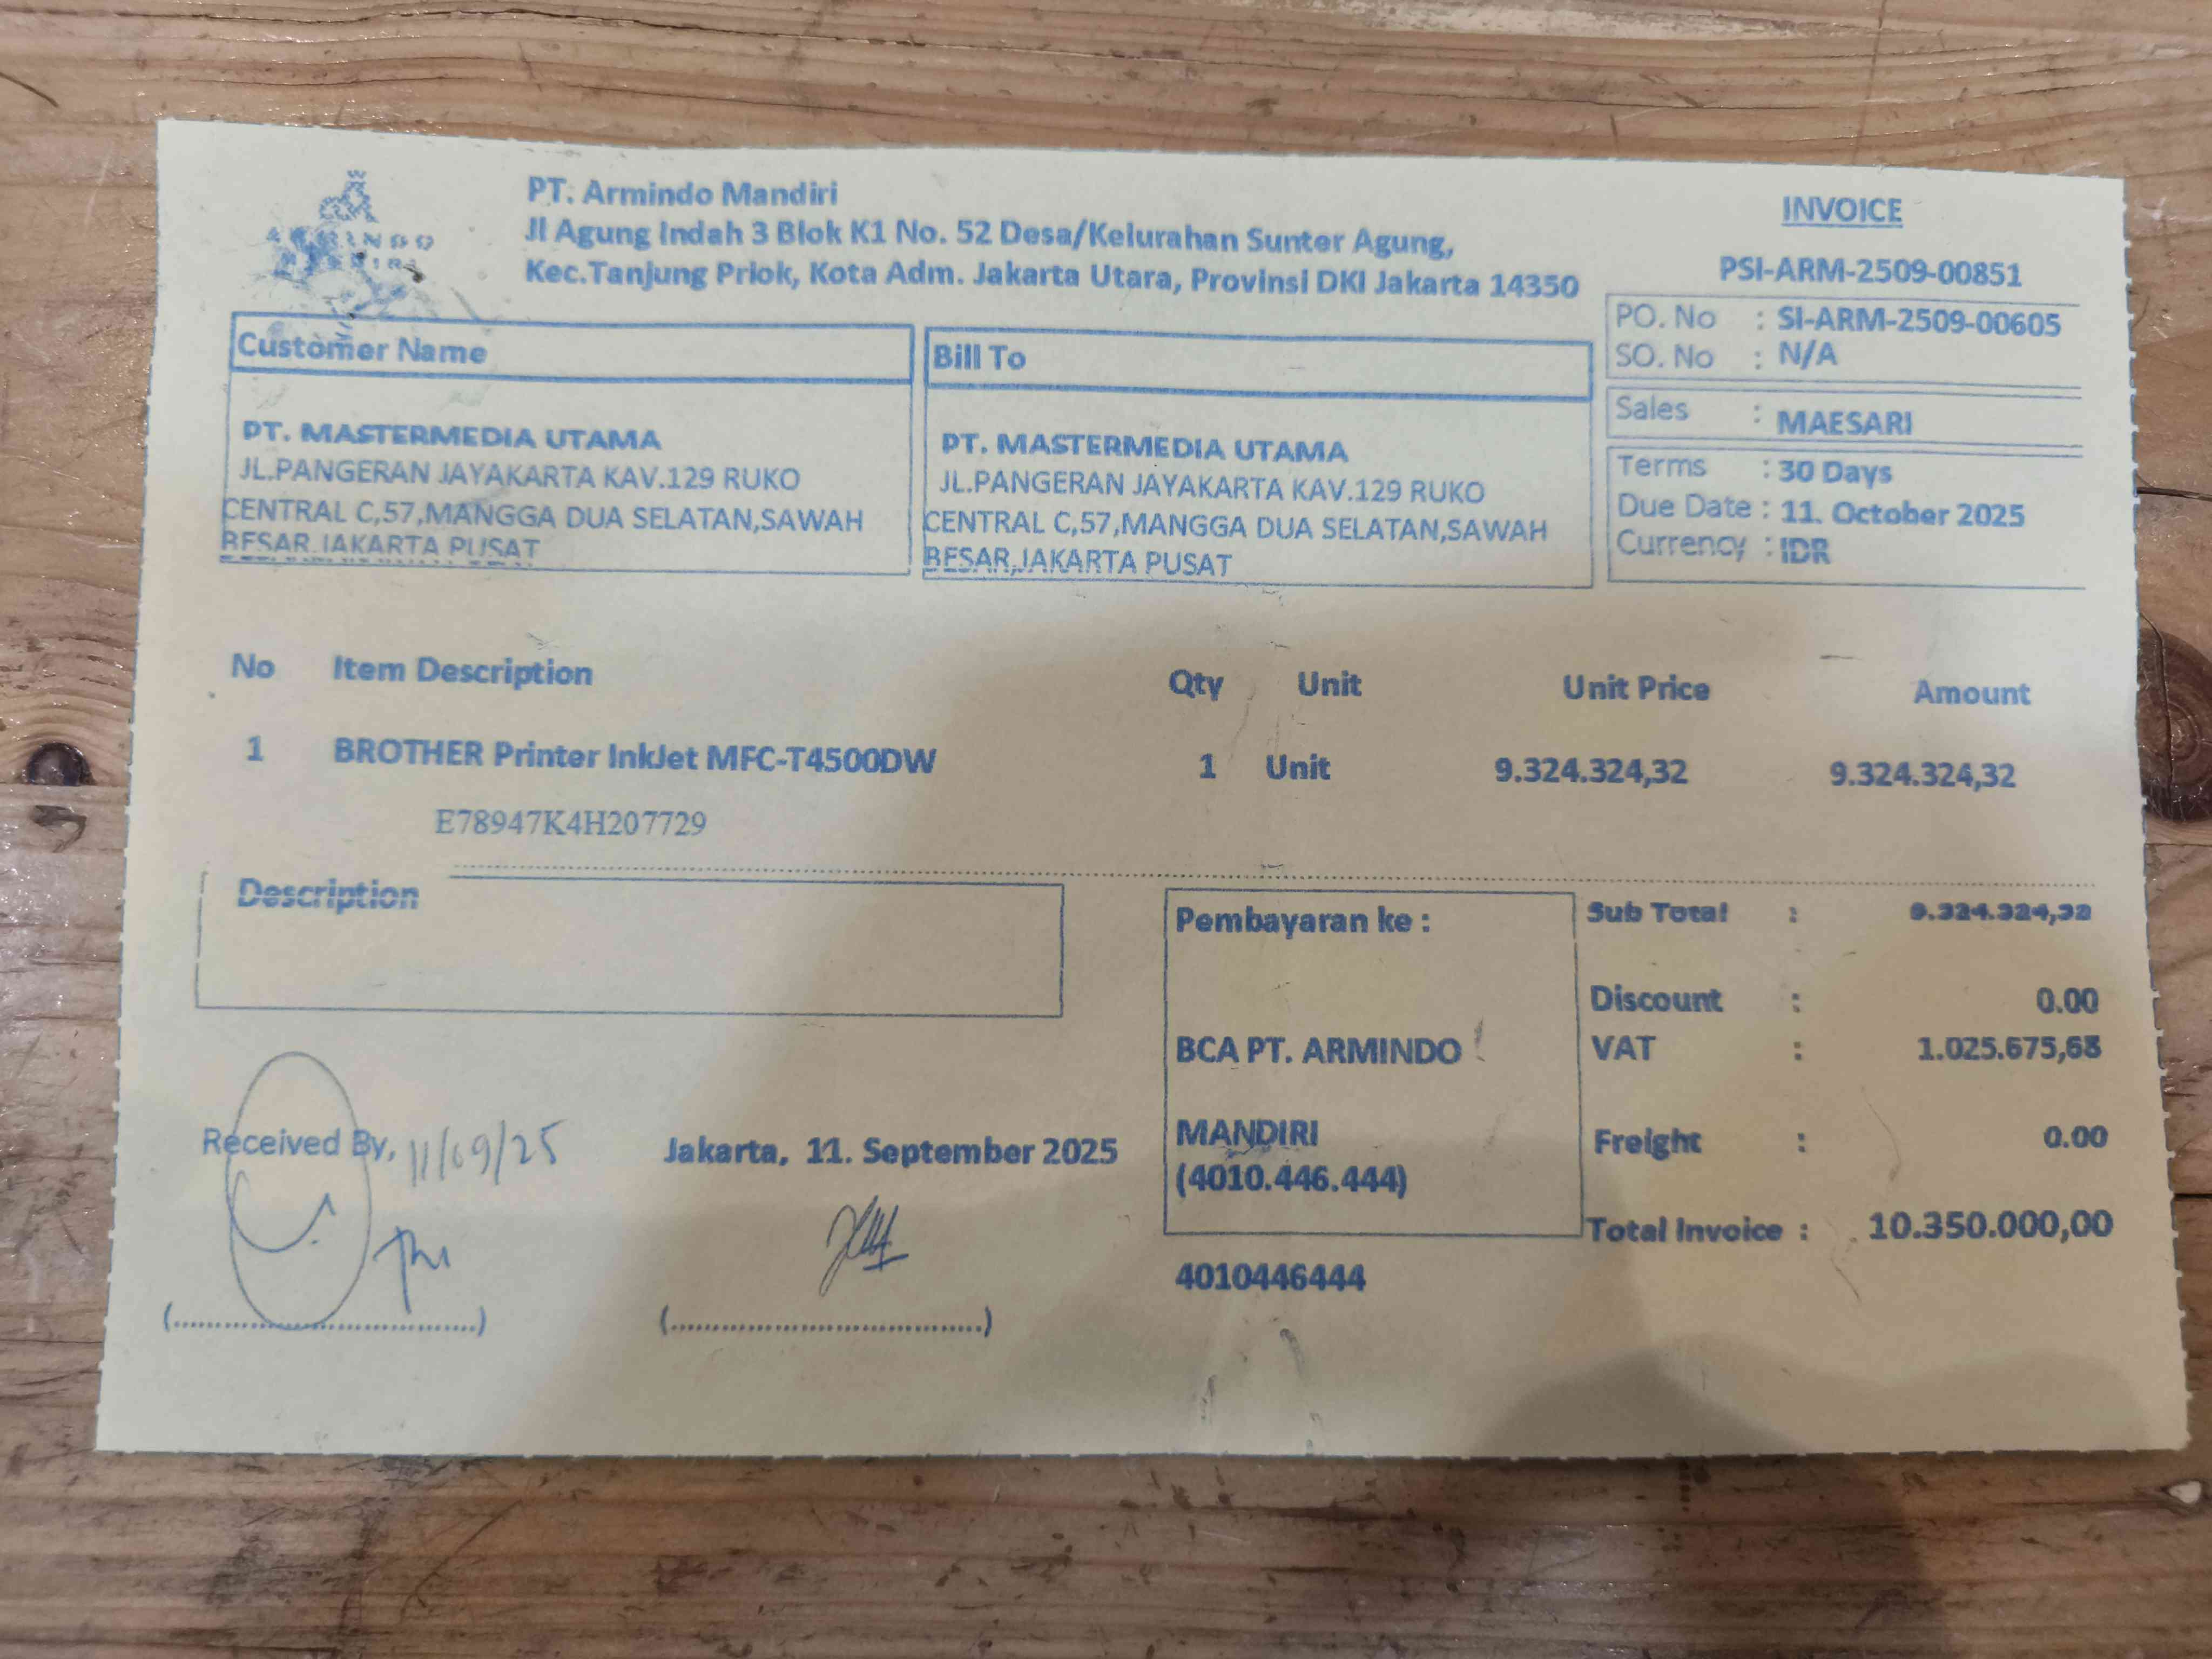 ARMINDO
MANDIRI
PT. Armindo Mandiri
Jl Agung Indah 3 Blok K1 No. 52 Desa/Kelurahan Sunter Agung,
Kec.Tanjung Priok, Kota Adm. Jakarta Utara, Provinsi DKI Jakarta 14350
INVOICE
PSI-ARM-2509-00851
PO. No : SI-ARM-2509-00605
SO. No : N/A
Sales : MAESARI
Terms : 30 Days
Due Date : 11. October 2025
Currency : IDR
Customer Name
PT. MASTERMEDIA UTAMA
JL.PANGERAN JAYAKARTA KAV.129 RUKO
CENTRAL C,57,MANGGA DUA SELATAN,SAWAH
BESAR,JAKARTA PUSAT
Bill To
PT. MASTERMEDIA UTAMA
JL.PANGERAN JAYAKARTA KAV.129 RUKO
CENTRAL C,57,MANGGA DUA SELATAN,SAWAH
BESAR,JAKARTA PUSAT
No Item Description Qty Unit Unit Price Amount
1 BROTHER Printer InkJet MFC-T4500DW 1 Unit 9.324.324,32 9.324.324,32
E78947K4H207729
Description
Pembayaran ke :
BCA PT. ARMINDO
MANDIRI
(4010.446.444)
4010446444
Sub Total : 9.324.324,32
Discount : 0.00
VAT : 1.025.675,68
Freight : 0.00
Total Invoice : 10.350.000,00
Received By, 11/09/25
Jakarta, 11. September 2025
(..............................)
(..............................)